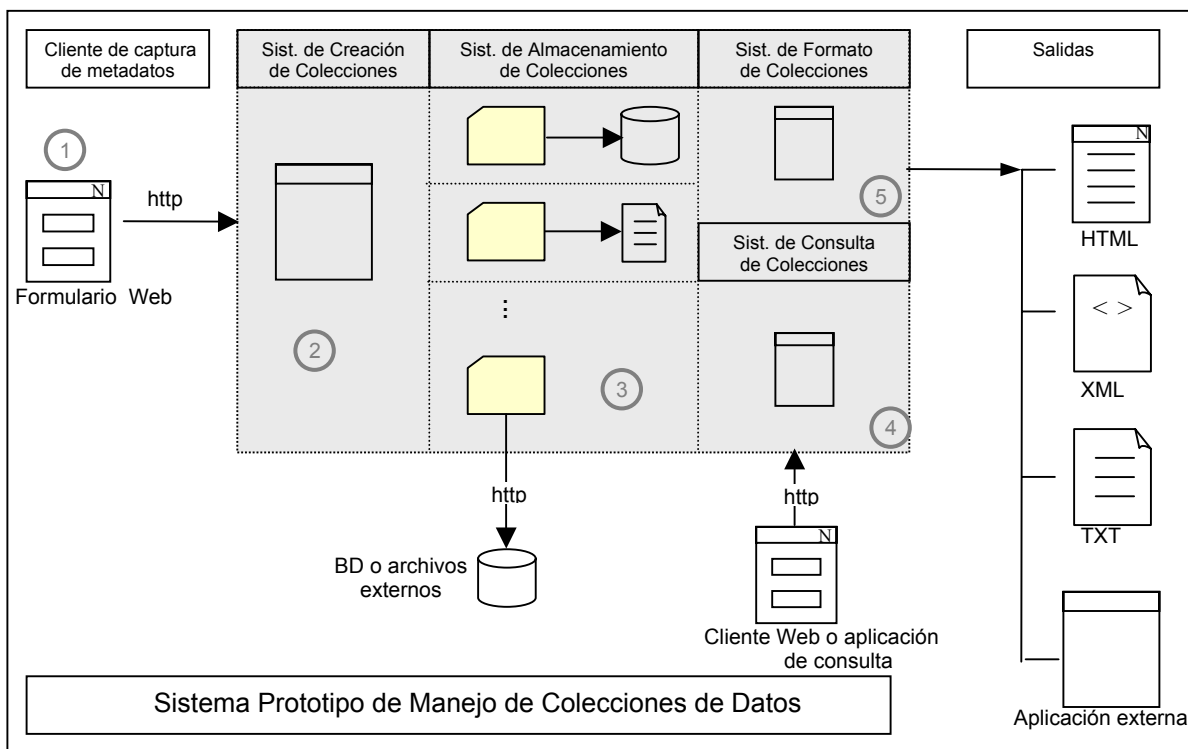 Cliente de captura
de metadatos
Sist. de Creación
de Colecciones
Sist. de Almacenamiento
de Colecciones
Sist. de Formato
de Colecciones
Salidas
1
N
http
Formulario Web
2
⋮
3
http
BD o archivos
externos
5
Sist. de Consulta
de Colecciones
4
http
N
Cliente Web o aplicación
de consulta
N
HTML
< >
XML
TXT
Aplicación externa
Sistema Prototipo de Manejo de Colecciones de Datos